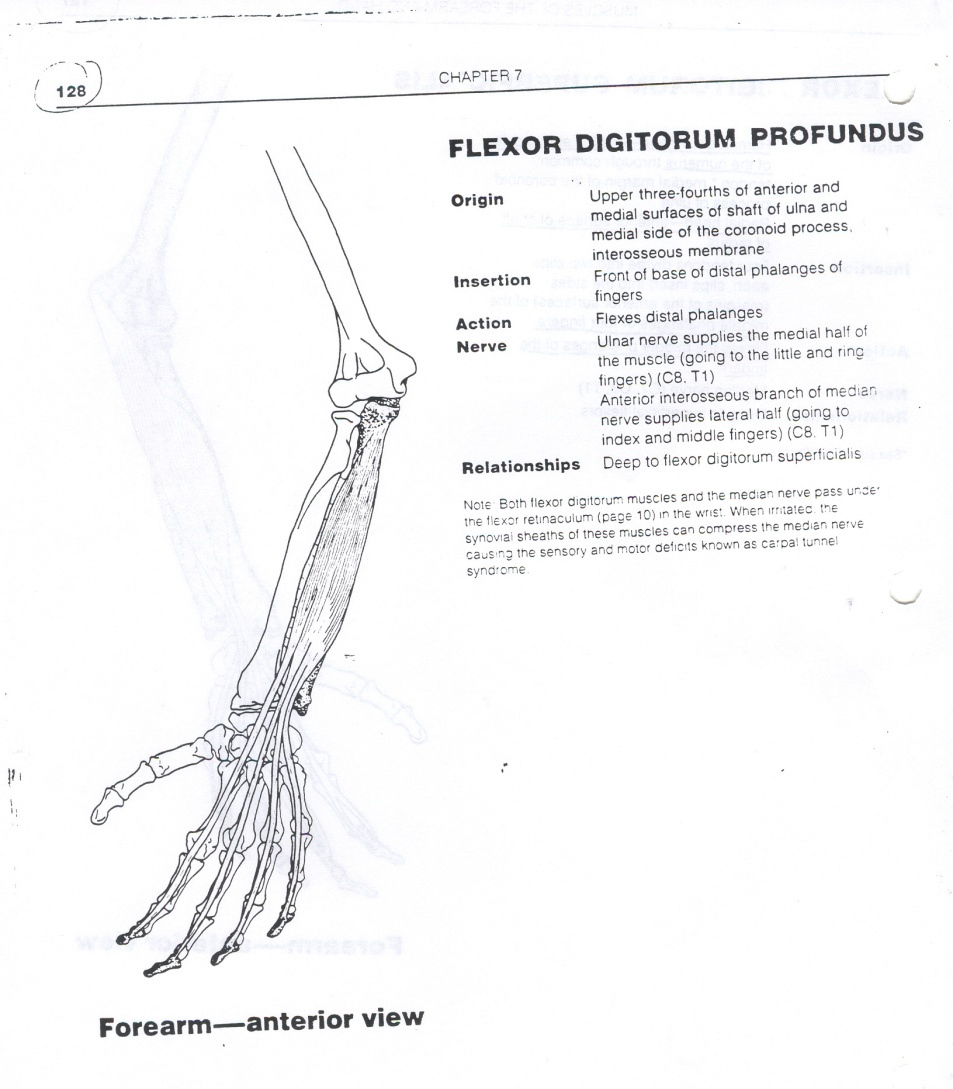 128
CHAPTER 7
FLEXOR DIGITORUM PROFUNDUS
Origin
Upper three-fourths of anterior and
medial surfaces of shaft of ulna and
medial side of the coronoid process,
interosseous membrane
Insertion
Front of base of distal phalanges of
fingers
Action
Flexes distal phalanges
Nerve
Ulnar nerve supplies the medial half of
the muscle (going to the little and ring
fingers) (C8, T1)
Anterior interosseous branch of median
nerve supplies lateral half (going to
index and middle fingers) (C8, T1)
Relationships
Deep to flexor digitorum superficialis
Note: Both flexor digitorum muscles and the median nerve pass under
the flexor retinaculum (page 10) in the wrist. When irritated, the
synovial sheaths of these muscles can compress the median nerve
causing the sensory and motor deficits known as carpal tunnel
syndrome.
Forearm—anterior view